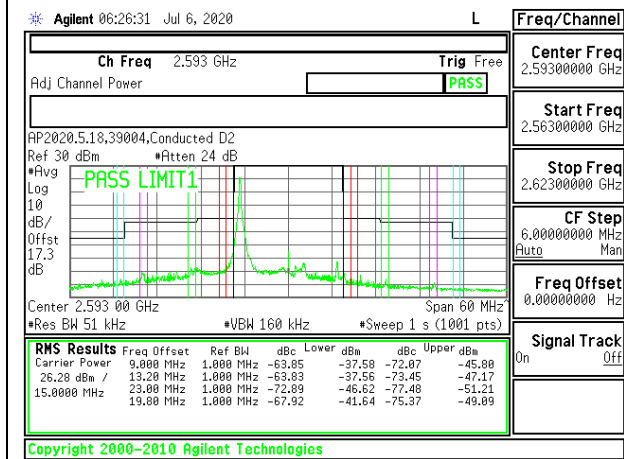 Agilent 06:26:31 Jul 6, 2020 L Freq/Channel
Ch Freq 2.593 GHz Trig Free
Adj Channel Power PASS
Center Freq
2.59300000 GHz
Start Freq
2.56300000 GHz
Stop Freq
2.62300000 GHz
CF Step
6.00000000 MHz
Auto Man
Freq Offset
0.00000000 Hz
Signal Track
On Off
AP2020.5.18,39004,Conducted D2
Ref 30 dBm #Atten 24 dB
#Avg
Log
10
dB/
Offst
17.3
dB
PASS LIMIT1
Center 2.593 00 GHz Span 60 MHz^
#Res BW 51 kHz #VBW 160 kHz #Sweep 1 s (1001 pts)
RMS Results Freq Offset Ref BW dBc Lower dBm dBc Upper dBm
Carrier Power 9.000 MHz 1.000 MHz -63.85 -37.58 -72.07 -45.80
26.28 dBm / 13.20 MHz 1.000 MHz -63.83 -37.56 -73.45 -47.17
15.0000 MHz 23.00 MHz 1.000 MHz -72.89 -46.62 -77.48 -51.21
19.80 MHz 1.000 MHz -67.92 -41.64 -75.37 -49.09
Copyright 2000-2010 Agilent Technologies